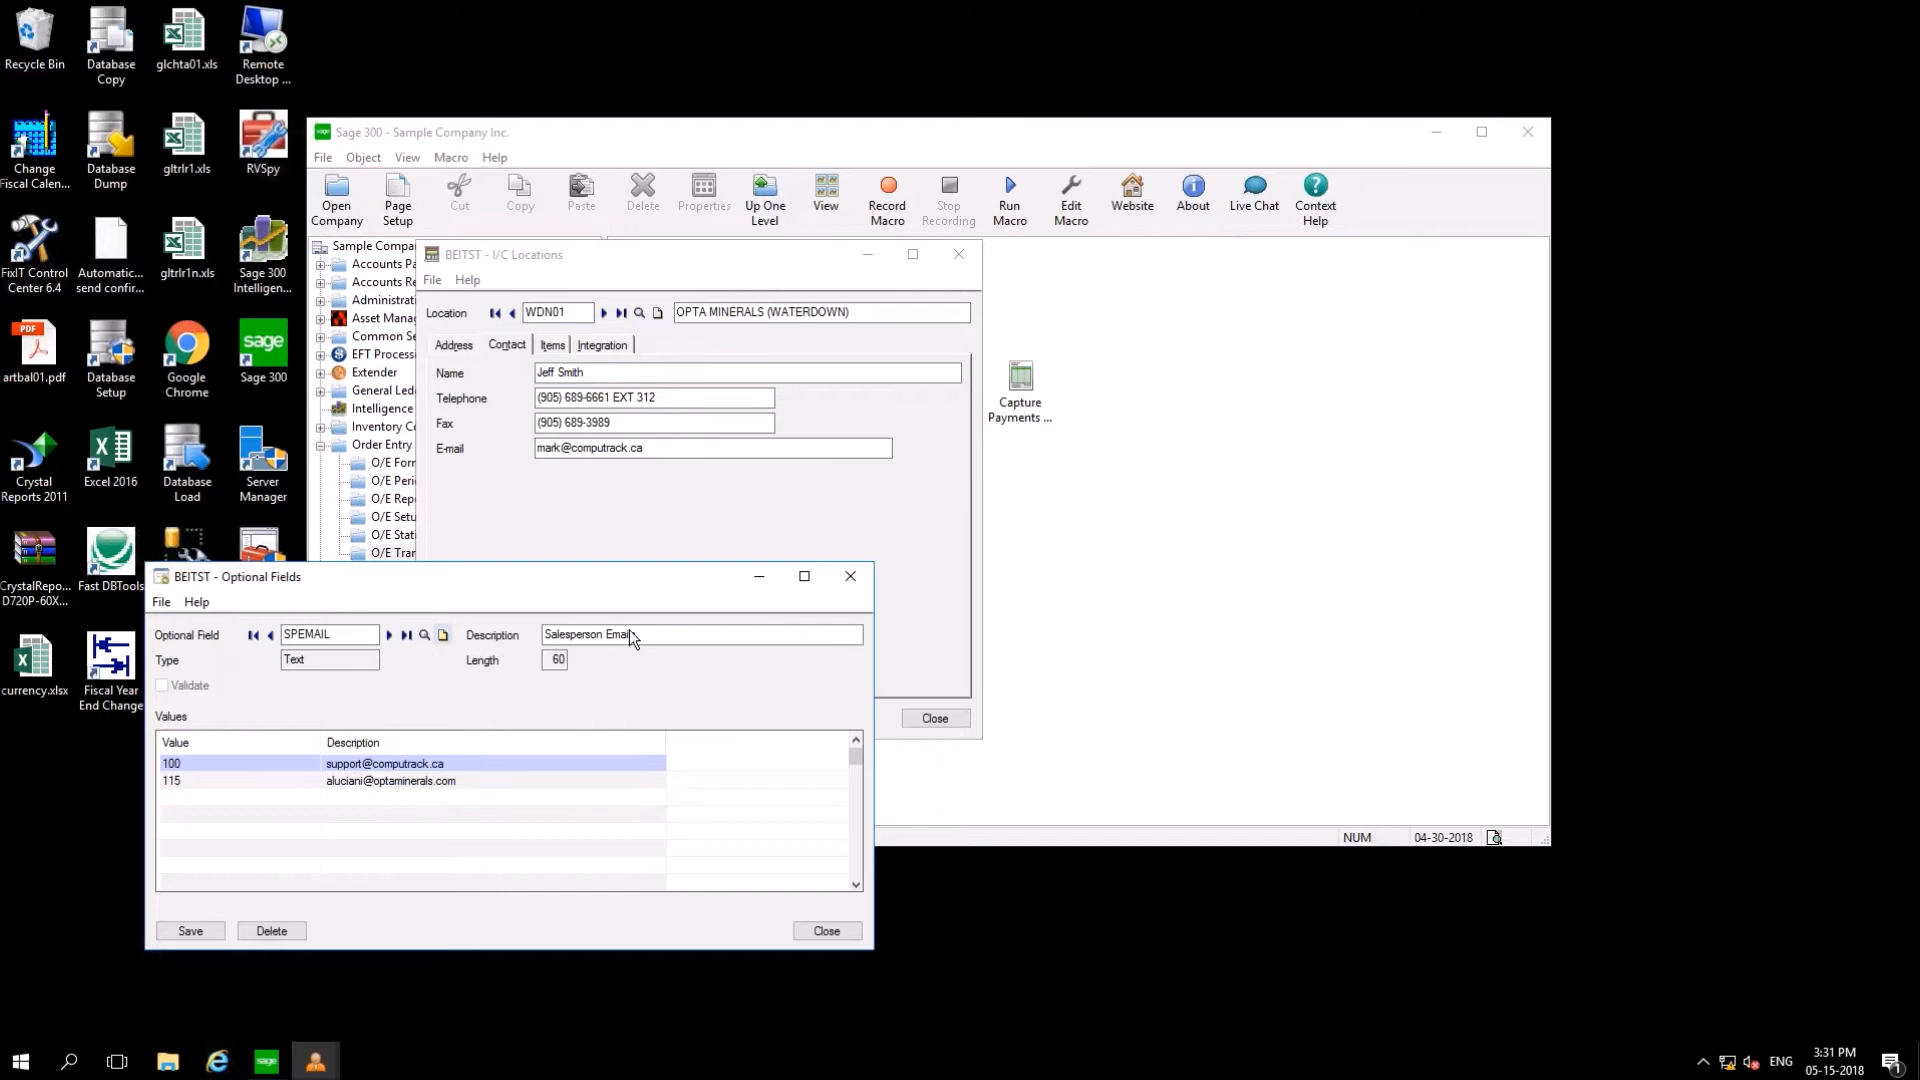 Recycle Bin
Database Copy
glchta01.xls
Remote Desktop ...
Change Fiscal Calen...
Database Dump
gltrlr1.xls
RVSpy
FixIT Control Center 6.4
Automatic... send confir...
gltrlr1n.xls
Sage 300 Intelligen...
artbal01.pdf
Database Setup
Google Chrome
Sage 300
Crystal Reports 2011
Excel 2016
Database Load
Server Manager
CrystalRepo... D720P-60X...
Fast DBTools
currency.xlsx
Fiscal Year End Change
PDF
sage
sage Sage 300 - Sample Company Inc.
File Object View Macro Help
Open Company
Page Setup
Cut
Copy
Paste
Delete
Properties
Up One Level
View
Record Macro
Stop Recording
Run Macro
Edit Macro
Website
About
Live Chat
Context Help
Sample Compa
Accounts Pa
Accounts Re
Administrati
Asset Manag
Common Se
EFT Process
Extender
General Led
Intelligence
Inventory Co
Order Entry
O/E Forr
O/E Peri
O/E Rep
O/E Setu
O/E Stati
O/E Tran
Capture Payments ...
NUM 04-30-2018
BEITST - I/C Locations
File Help
Location WDN01 OPTA MINERALS (WATERDOWN)
Address Contact Items Integration
Name Jeff Smith
Telephone (905) 689-6661 EXT 312
Fax (905) 689-3989
E-mail mark@computrack.ca
Close
BEITST - Optional Fields
File Help
Optional Field SPEMAIL Description Salesperson Email
Type Text Length 60
Validate
Values
Value Description
100 support@computrack.ca
115 aluciani@optaminerals.com
Save Delete Close
sage
ENG
3:31 PM
05-15-2018
1